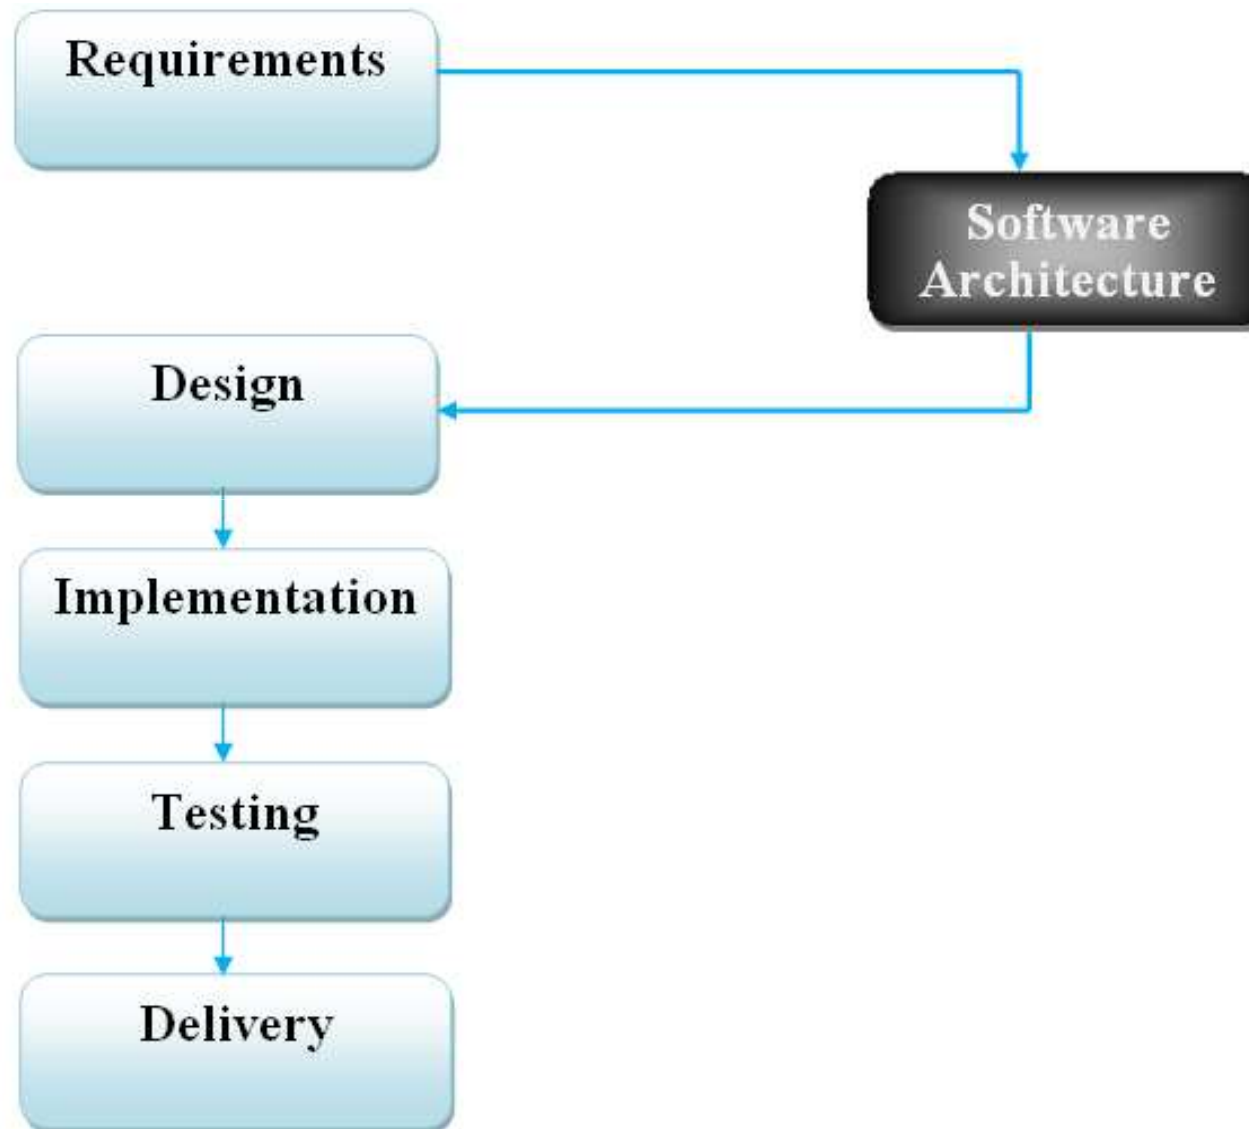 Requirements
Software
Architecture
Design
Implementation
Testing
Delivery